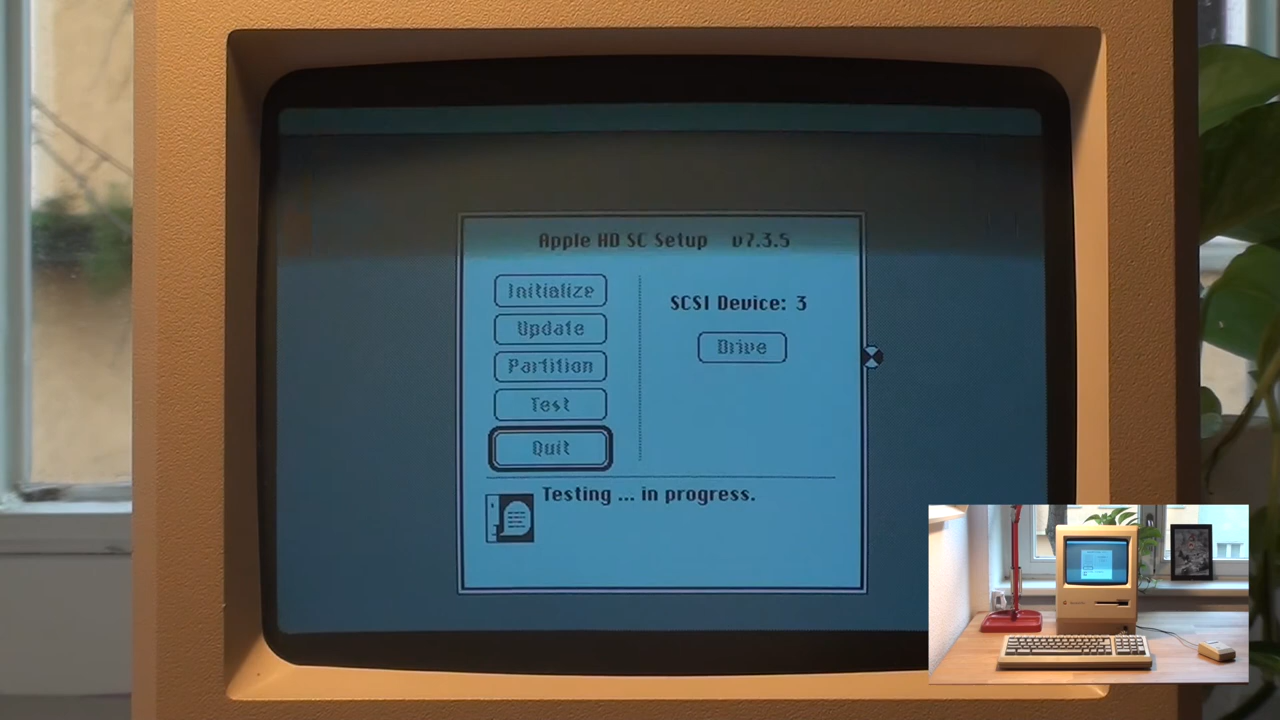 Apple HD SC Setup v7.3.5
Initialize
Update
Partition
Test
Quit
SCSI Device: 3
Drive
Testing ... in progress.